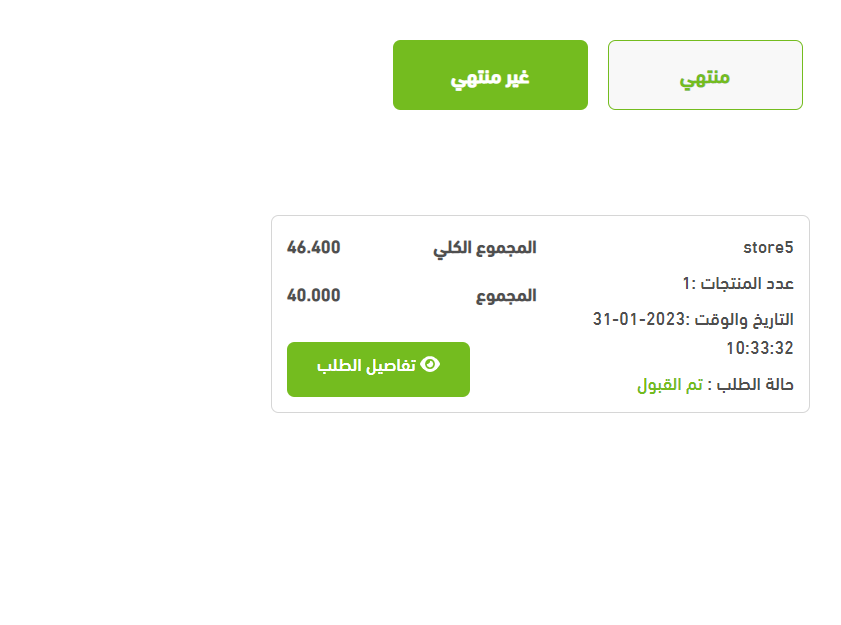 منتهي
غير منتهي
store5
عدد المنتجات :1
التاريخ والوقت :2023-01-31
10:33:32
حالة الطلب : تم القبول
المجموع الكلي 46.400
المجموع 40.000
تفاصيل الطلب